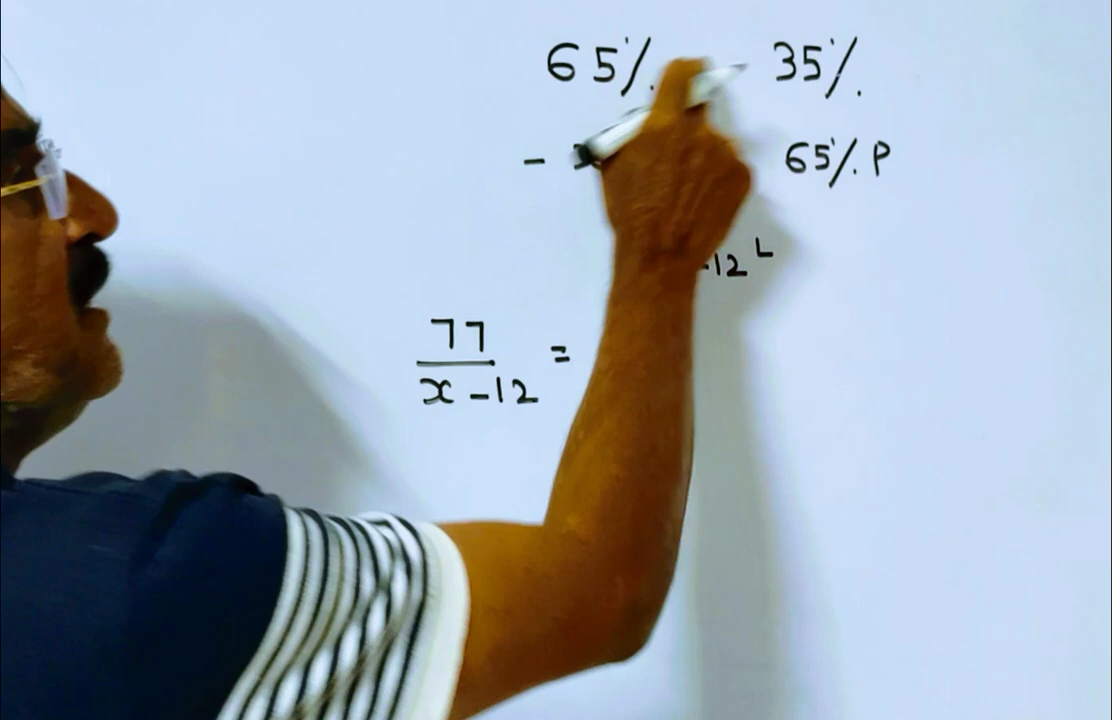 65%. 35%.
- 65%. P
-12 L
77
x-12 =